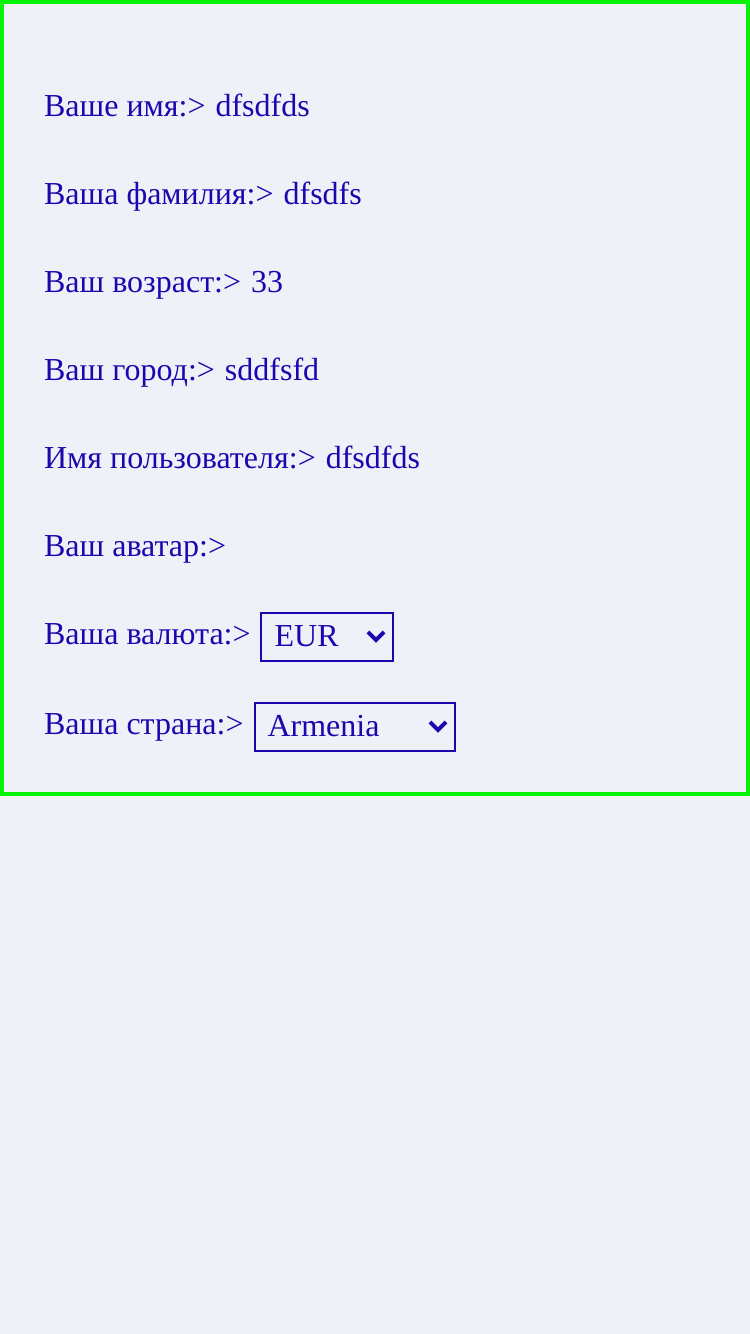 Ваше имя:> dfsdfds
Ваша фамилия:> dfsdfs
Ваш возраст:> 33
Ваш город:> sddfsfd
Имя пользователя:> dfsdfds
Ваш аватар:>
Ваша валюта:> EUR
Ваша страна:> Armenia